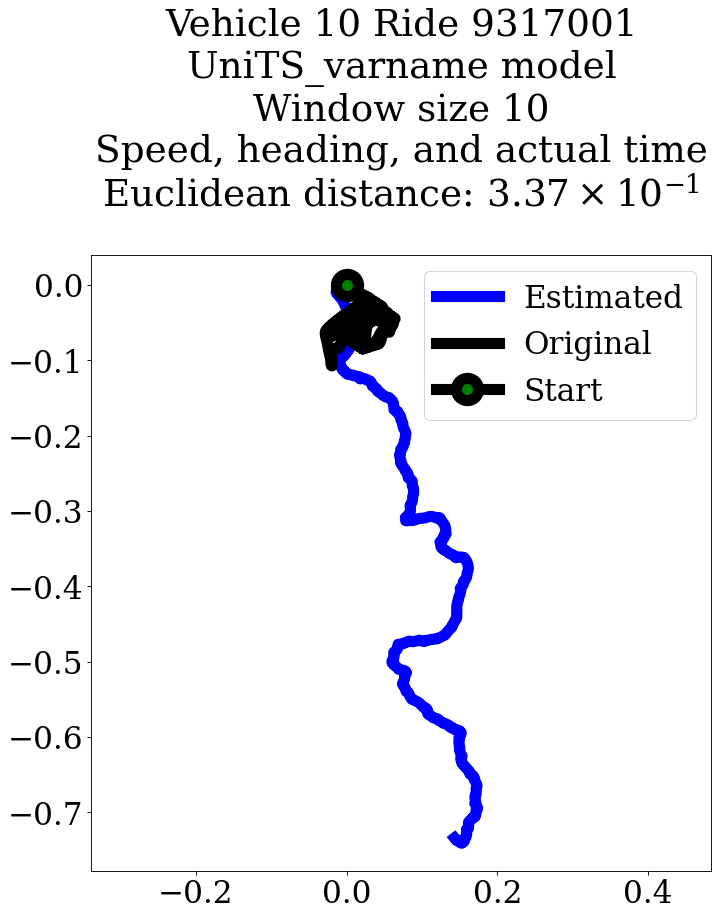 Vehicle 10 Ride 9317001
UniTS_varname model
Window size 10
Speed, heading, and actual time
Euclidean distance: 3.37 × 10⁻¹
Estimated
Original
Start
0.0
−0.1
−0.2
−0.3
−0.4
−0.5
−0.6
−0.7
−0.2 0.0 0.2 0.4